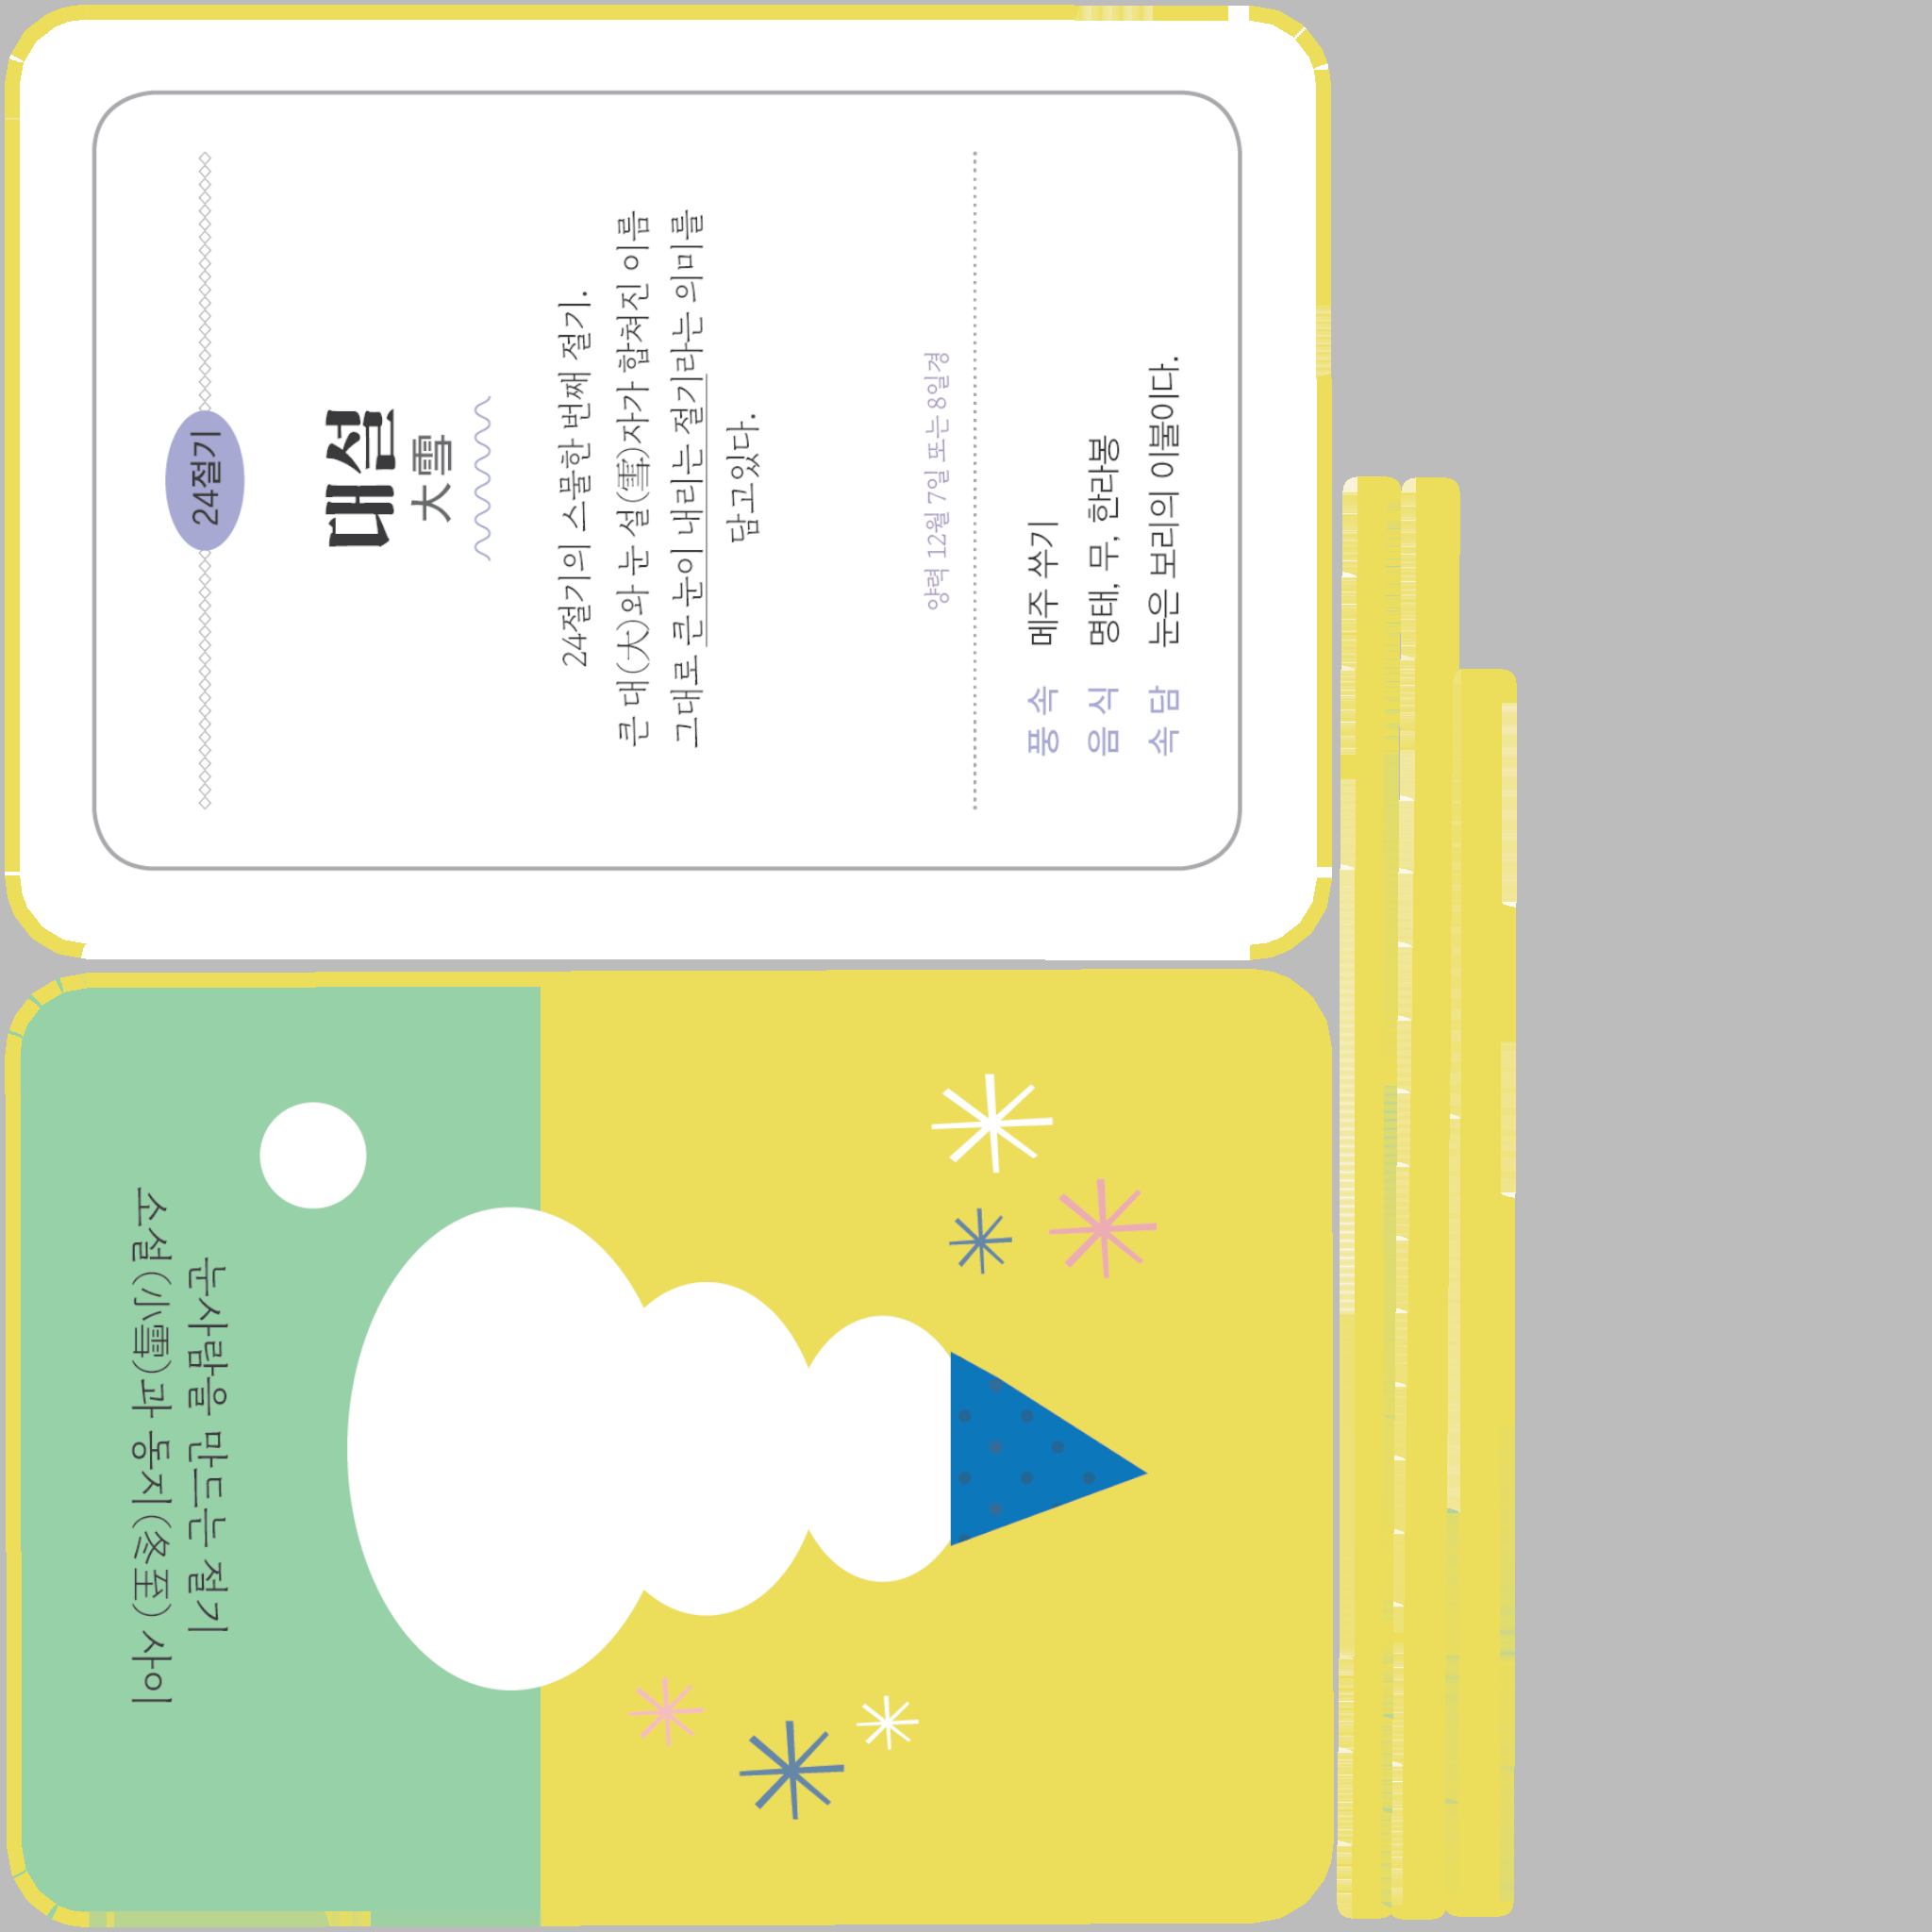 24절기
대설
大雪
24절기의 스물한 번째 절기.
큰 대(大)와 눈 설(雪)자가 합쳐진 이름
그대로 큰 눈이 내리는 절기라는 의미를
담고있다.
양력 12월 7일 또는 8일경
풍속 메주 쑤기
음식 명태, 무, 한라봉
속담 눈은 보리의 이불이다.
눈사람을 만드는 절기
소설(小雪)과 동지(冬至) 사이